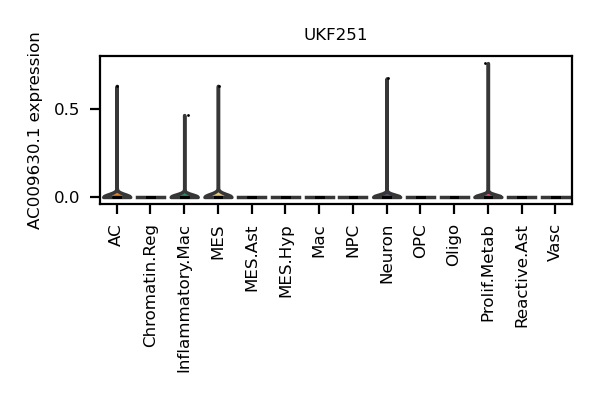 UKF251
AC009630.1 expression
0.5
0.0
AC
Chromatin.Reg
Inflammatory.Mac
MES
MES.Ast
MES.Hyp
Mac
NPC
Neuron
OPC
Oligo
Prolif.Metab
Reactive.Ast
Vasc